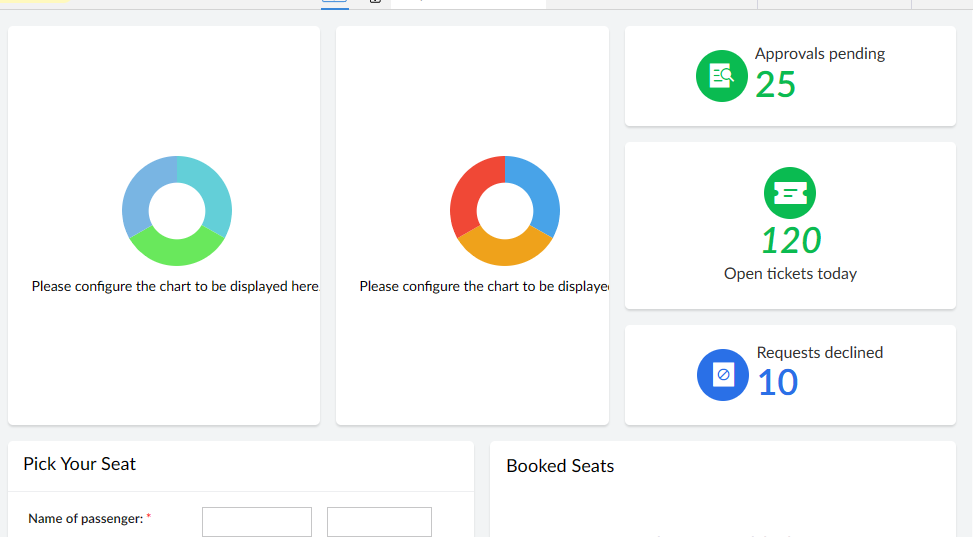 Please configure the chart to be displayed here
Please configure the chart to be displaye
Approvals pending
25
120
Open tickets today
Requests declined
10
Pick Your Seat
Name of passenger: *
Booked Seats